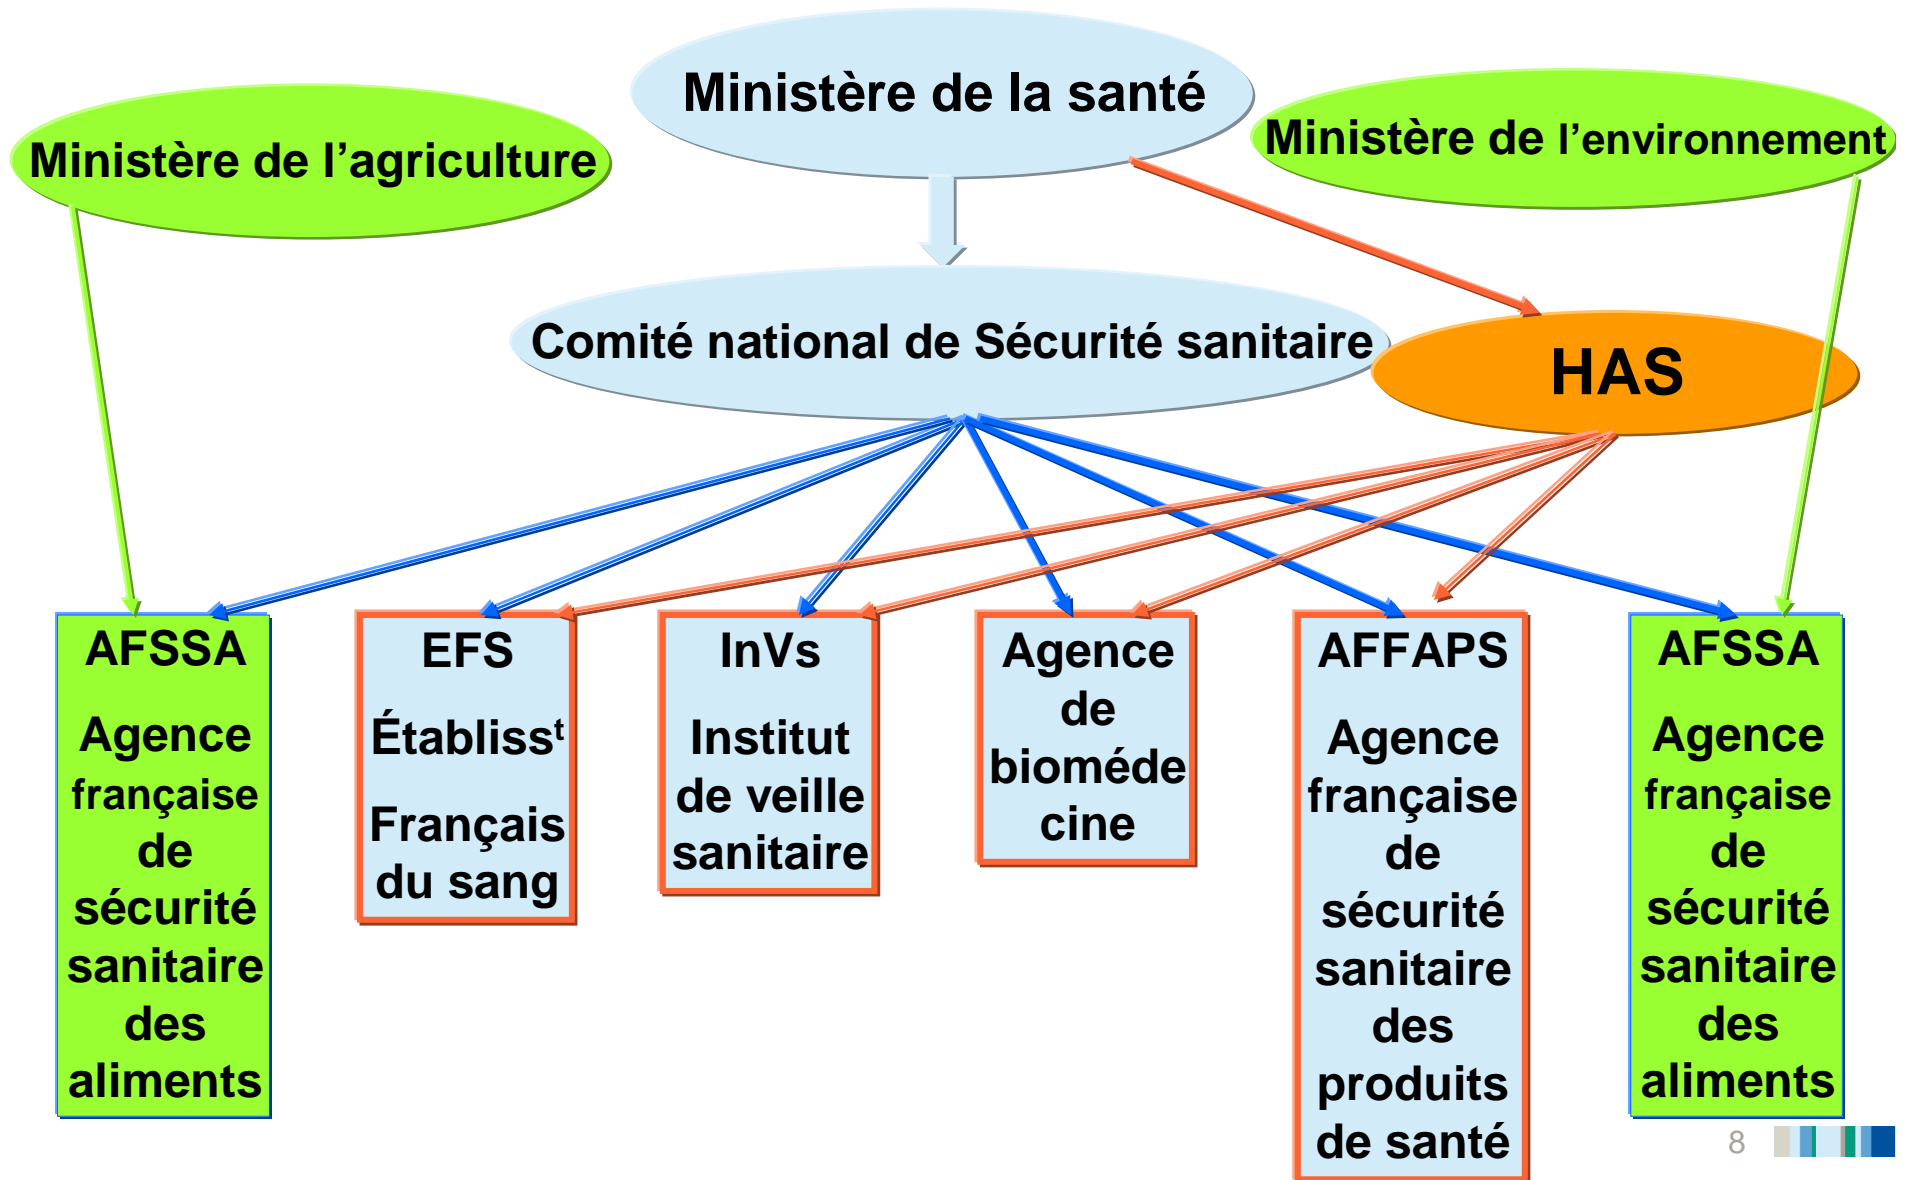 Ministère de la santé
Ministère de l’agriculture
Ministère de l’environnement
Comité national de Sécurité sanitaire
HAS
AFSSA
Agence
française
de
sécurité
sanitaire
des
aliments
EFS
Établisst
Français
du sang
InVs
Institut
de veille
sanitaire
Agence
de
bioméde
cine
AFFAPS
Agence
française
de
sécurité
sanitaire
des
produits
de santé
AFSSA
Agence
française
de
sécurité
sanitaire
des
aliments
8